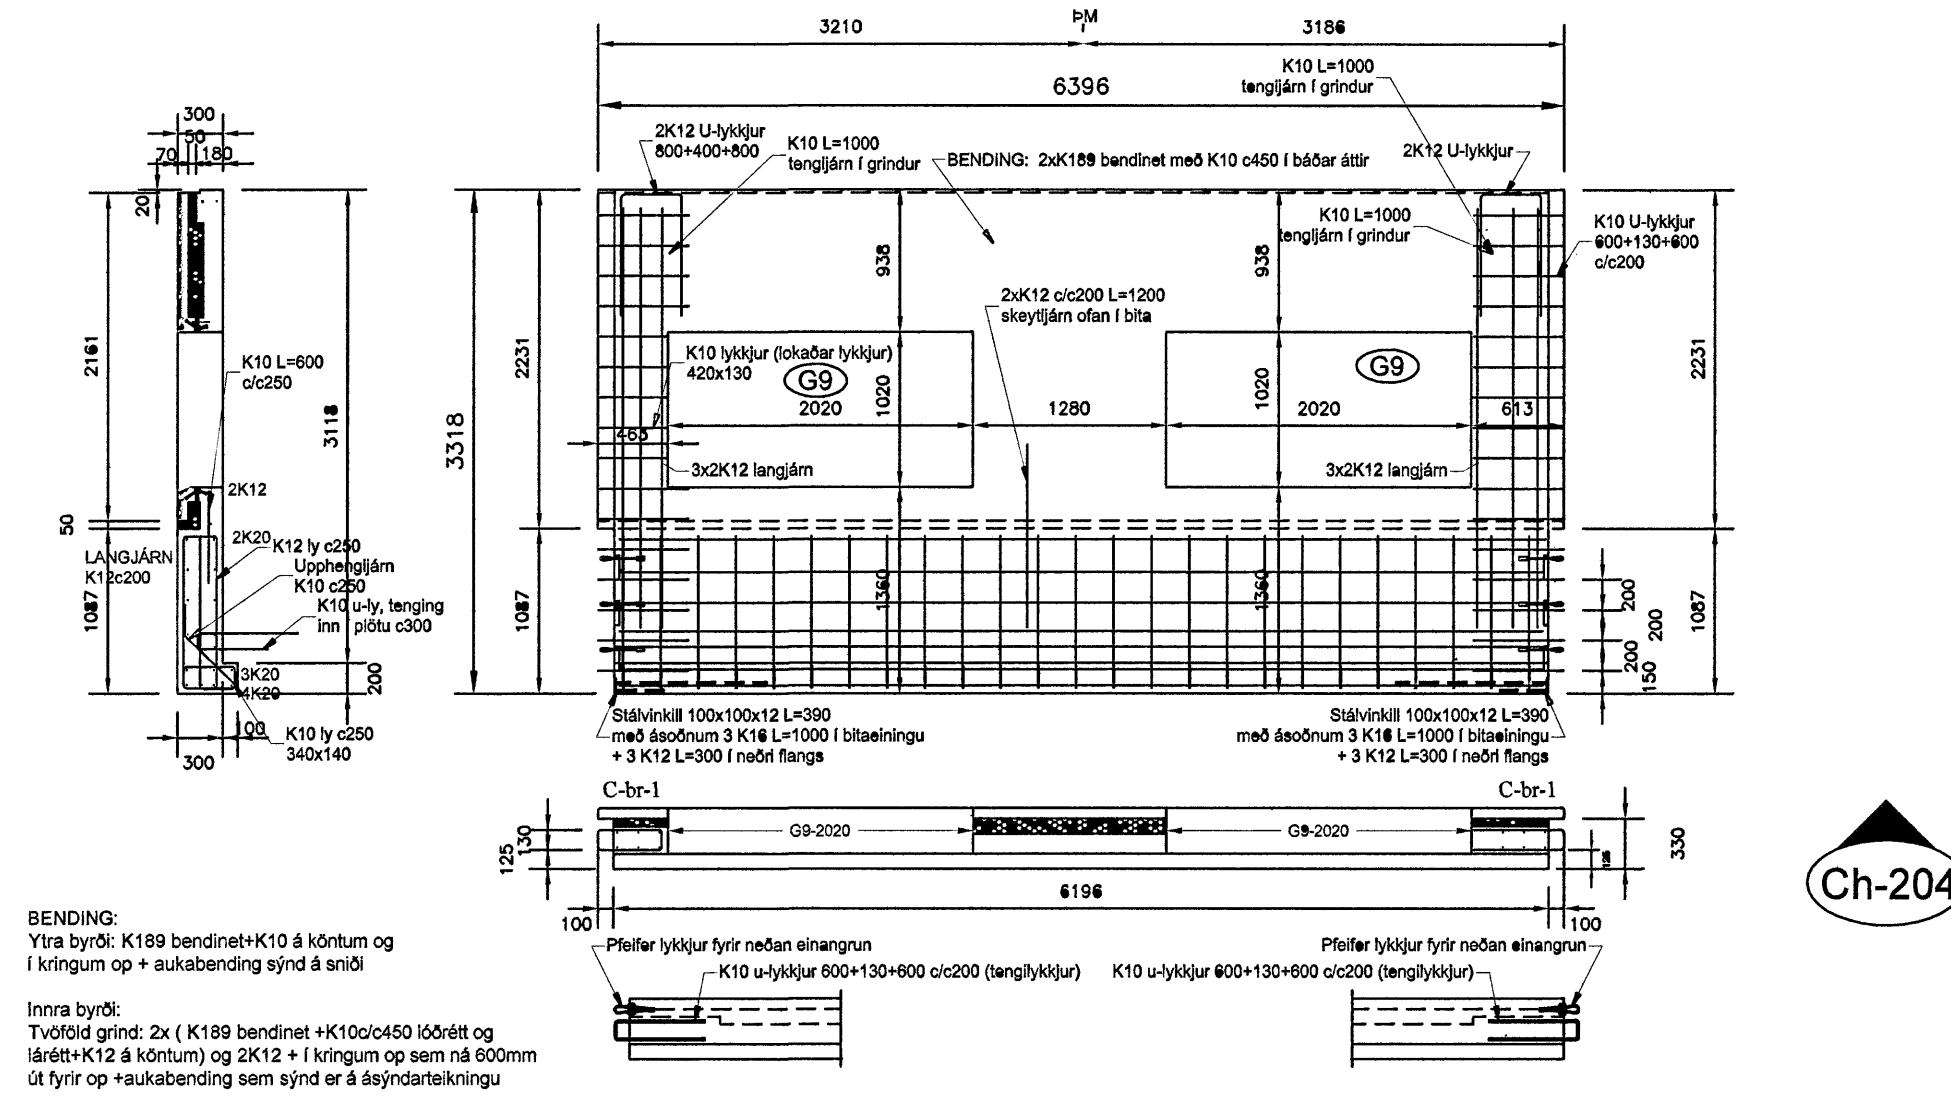 ÞM
3210
3186
6396
K10 L=1000
tengijárn í grindur
2K12 U-lykkjur
800+400+800
K10 L=1000
tengijárn í grindur
BENDING: 2xK189 bendinet með K10 c450 í báðar áttir
2K12 U-lykkjur
K10 L=1000
tengijárn í grindur
K10 U-lykkjur
600+130+600
c/c200
300
50
70
180
20
2161
50
1087
3118
200
K10 L=600
c/c250
2K12
2K20
K12 ly c250
Upphengijárn
K10 c250
LANGJÁRN
K12c200
K10 u-ly, tenging
inn í plötu c300
3K20
4K20
100
300
K10 ly c250
340x140
3318
2231
1087
938
938
2xK12 c/c200 L=1200
skeytijárn ofan í bita
K10 lykkjur (lokaðar lykkjur)
420x130
G9
G9
1020
1020
2020
1280
2020
613
463
3x2K12 langjárn
3x2K12 langjárn
1360
1360
2231
1087
200
200
200
150
Stálvinkill 100x100x12 L=390
með ásoðnum 3 K16 L=1000 í bitaeiningu
+ 3 K12 L=300 í neðri flangs
Stálvinkill 100x100x12 L=390
með ásoðnum 3 K16 L=1000 í bitaeiningu
+ 3 K12 L=300 í neðri flangs
C-br-1
C-br-1
G9-2020
G9-2020
130
125
125
330
6196
100
100
Ch-204
Pfeifer lykkjur fyrir neðan einangrun
K10 u-lykkjur 600+130+600 c/c200 (tengilykkjur)
Pfeifer lykkjur fyrir neðan einangrun
K10 u-lykkjur 600+130+600 c/c200 (tengilykkjur)
BENDING:
Ytra byrði: K189 bendinet+K10 á köntum og
í kringum op + aukabending sýnd á sniði
Innra byrði:
Tvöföld grind: 2x ( K189 bendinet +K10c/c450 lóðrétt og
lárétt+K12 á köntum) og 2K12 + í kringum op sem ná 600mm
út fyrir op +aukabending sem sýnd er á ásýndarteikningu